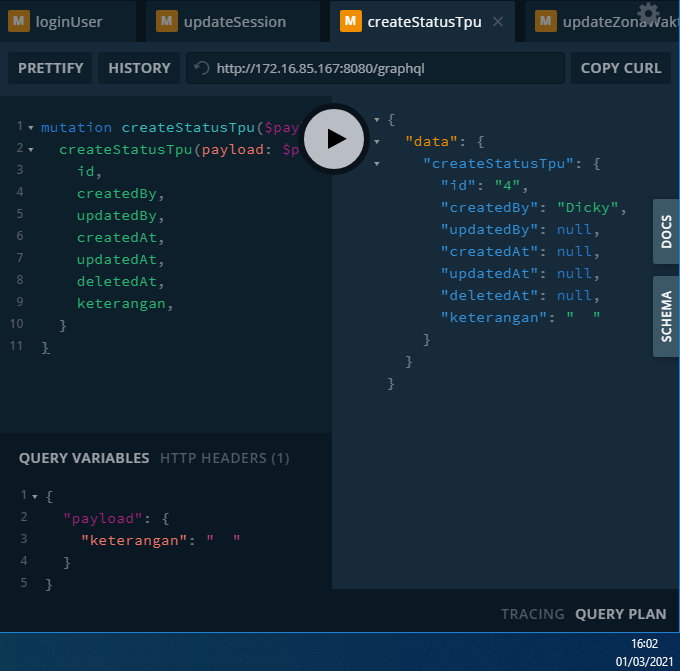 M loginUser
M updateSession
M createStatusTpu ×
M updateZonaWakt
PRETTIFY
HISTORY
http://172.16.85.167:8080/graphql
COPY CURL
1 mutation createStatusTpu($pay
2 createStatusTpu(payload: $p
3 id,
4 createdBy,
5 updatedBy,
6 createdAt,
7 updatedAt,
8 deletedAt,
9 keterangan,
10 }
11 }
{
"data": {
"createStatusTpu": {
"id": "4",
"createdBy": "Dicky",
"updatedBy": null,
"createdAt": null,
"updatedAt": null,
"deletedAt": null,
"keterangan": "  "
}
}
}
DOCS
SCHEMA
QUERY VARIABLES HTTP HEADERS (1)
1 {
2 "payload": {
3 "keterangan": "  "
4 }
5 }
TRACING QUERY PLAN
16:02
01/03/2021